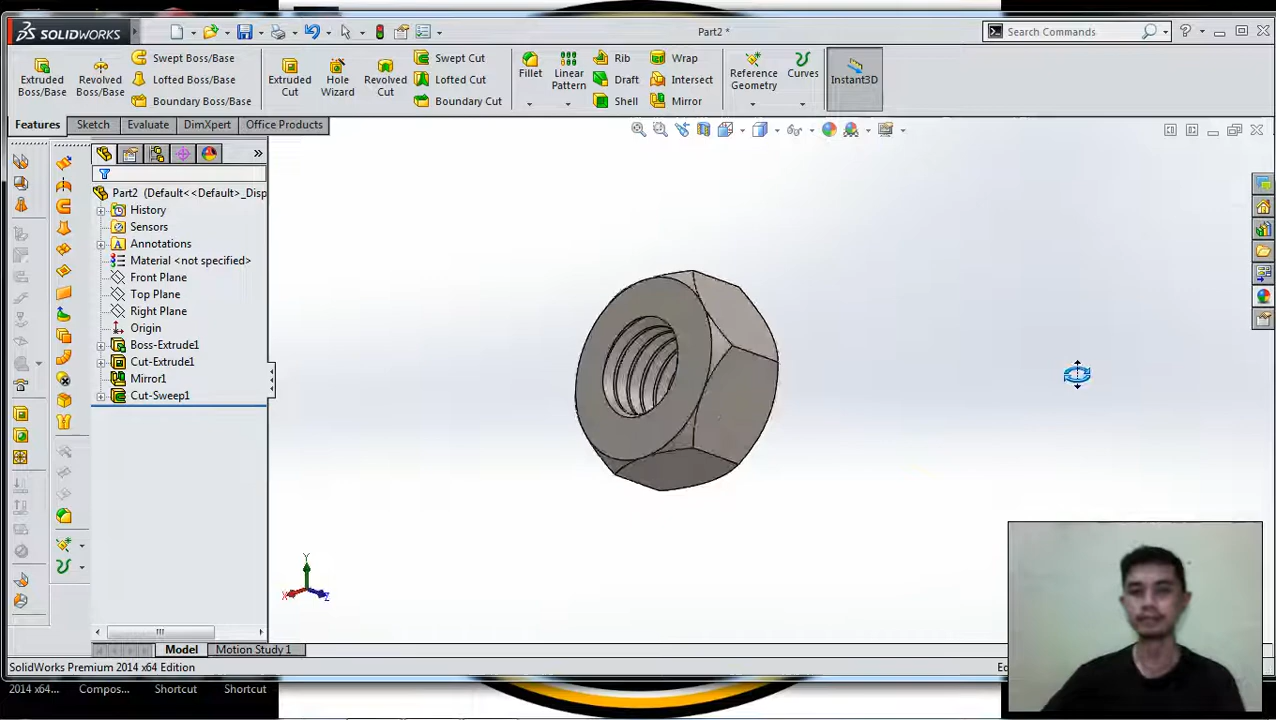 SOLIDWORKS
Part2 *
Search Commands
Extruded Boss/Base
Revolved Boss/Base
Swept Boss/Base
Lofted Boss/Base
Boundary Boss/Base
Extruded Cut
Hole Wizard
Revolved Cut
Swept Cut
Lofted Cut
Boundary Cut
Fillet
Linear Pattern
Rib
Draft
Shell
Wrap
Intersect
Mirror
Reference Geometry
Curves
Instant3D
Features
Sketch
Evaluate
DimXpert
Office Products
Part2 (Default<<Default>_Disp
History
Sensors
Annotations
Material <not specified>
Front Plane
Top Plane
Right Plane
Origin
Boss-Extrude1
Cut-Extrude1
Mirror1
Cut-Sweep1
Y
X
Z
Model
Motion Study 1
SolidWorks Premium 2014 x64 Edition
2014 x64...
Compos...
Shortcut
Shortcut